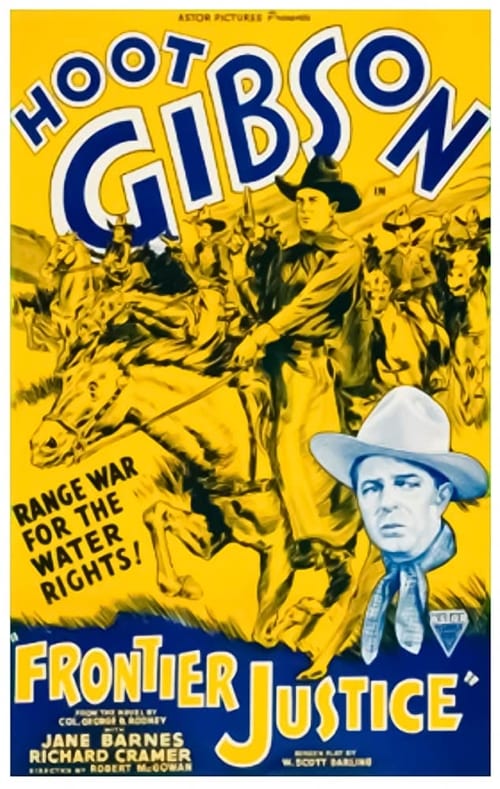 ASTOR PICTURES Presents
HOOT
GIBSON
IN
RANGE WAR
FOR THE
WATER
RIGHTS!
"FRONTIER
JUSTICE"
FROM THE NOVEL BY
COL. GEORGE B. RODNEY
WITH
JANE BARNES
RICHARD CRAMER
DIRECTED BY ROBERT McGOWAN
SCREEN PLAY BY
W. SCOTT DARLING